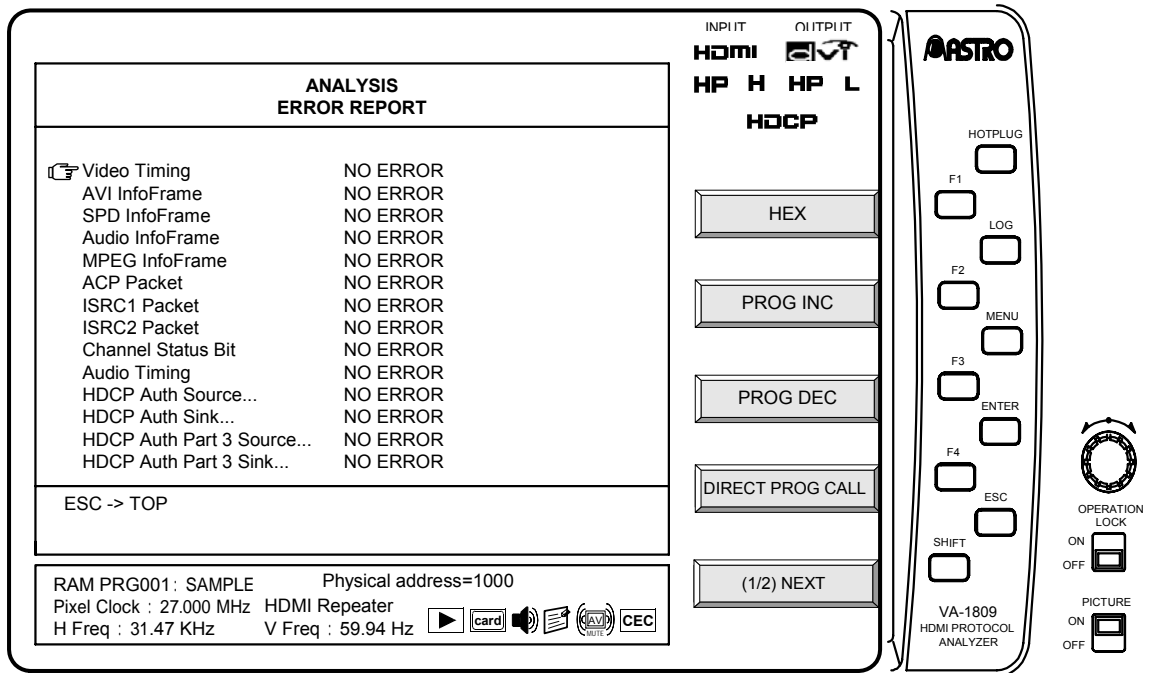 INPUT OUTPUT
HDMI DVI
HP H HP L
HDCP
ANALYSIS
ERROR REPORT
Video Timing NO ERROR
AVI InfoFrame NO ERROR
SPD InfoFrame NO ERROR
Audio InfoFrame NO ERROR
MPEG InfoFrame NO ERROR
ACP Packet NO ERROR
ISRC1 Packet NO ERROR
ISRC2 Packet NO ERROR
Channel Status Bit NO ERROR
Audio Timing NO ERROR
HDCP Auth Source... NO ERROR
HDCP Auth Sink... NO ERROR
HDCP Auth Part 3 Source... NO ERROR
HDCP Auth Part 3 Sink... NO ERROR
ESC -> TOP
RAM PRG001: SAMPLE Physical address=1000
Pixel Clock : 27.000 MHz HDMI Repeater
H Freq : 31.47 KHz V Freq : 59.94 Hz
card
AV
MUTE
CEC
HEX
PROG INC
PROG DEC
DIRECT PROG CALL
(1/2) NEXT
ASTRO
HOTPLUG
F1
LOG
F2
MENU
F3
ENTER
F4
ESC
SHIFT
VA-1809
HDMI PROTOCOL
ANALYZER
OPERATION
LOCK
ON
OFF
PICTURE
ON
OFF